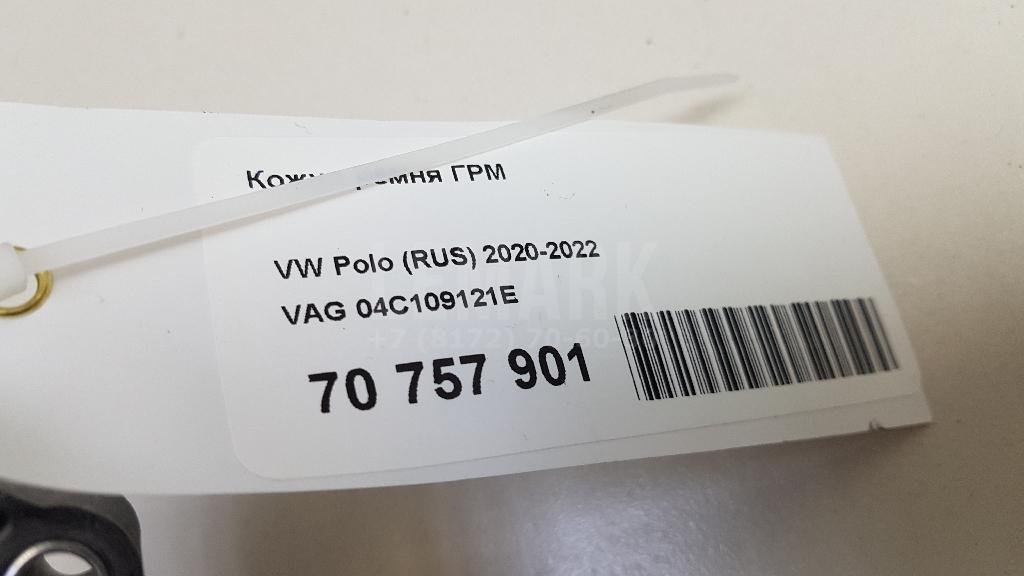 ГРМ
VW Polo (RUS) 2020-2022
VAG 04C109121E
70 757 901